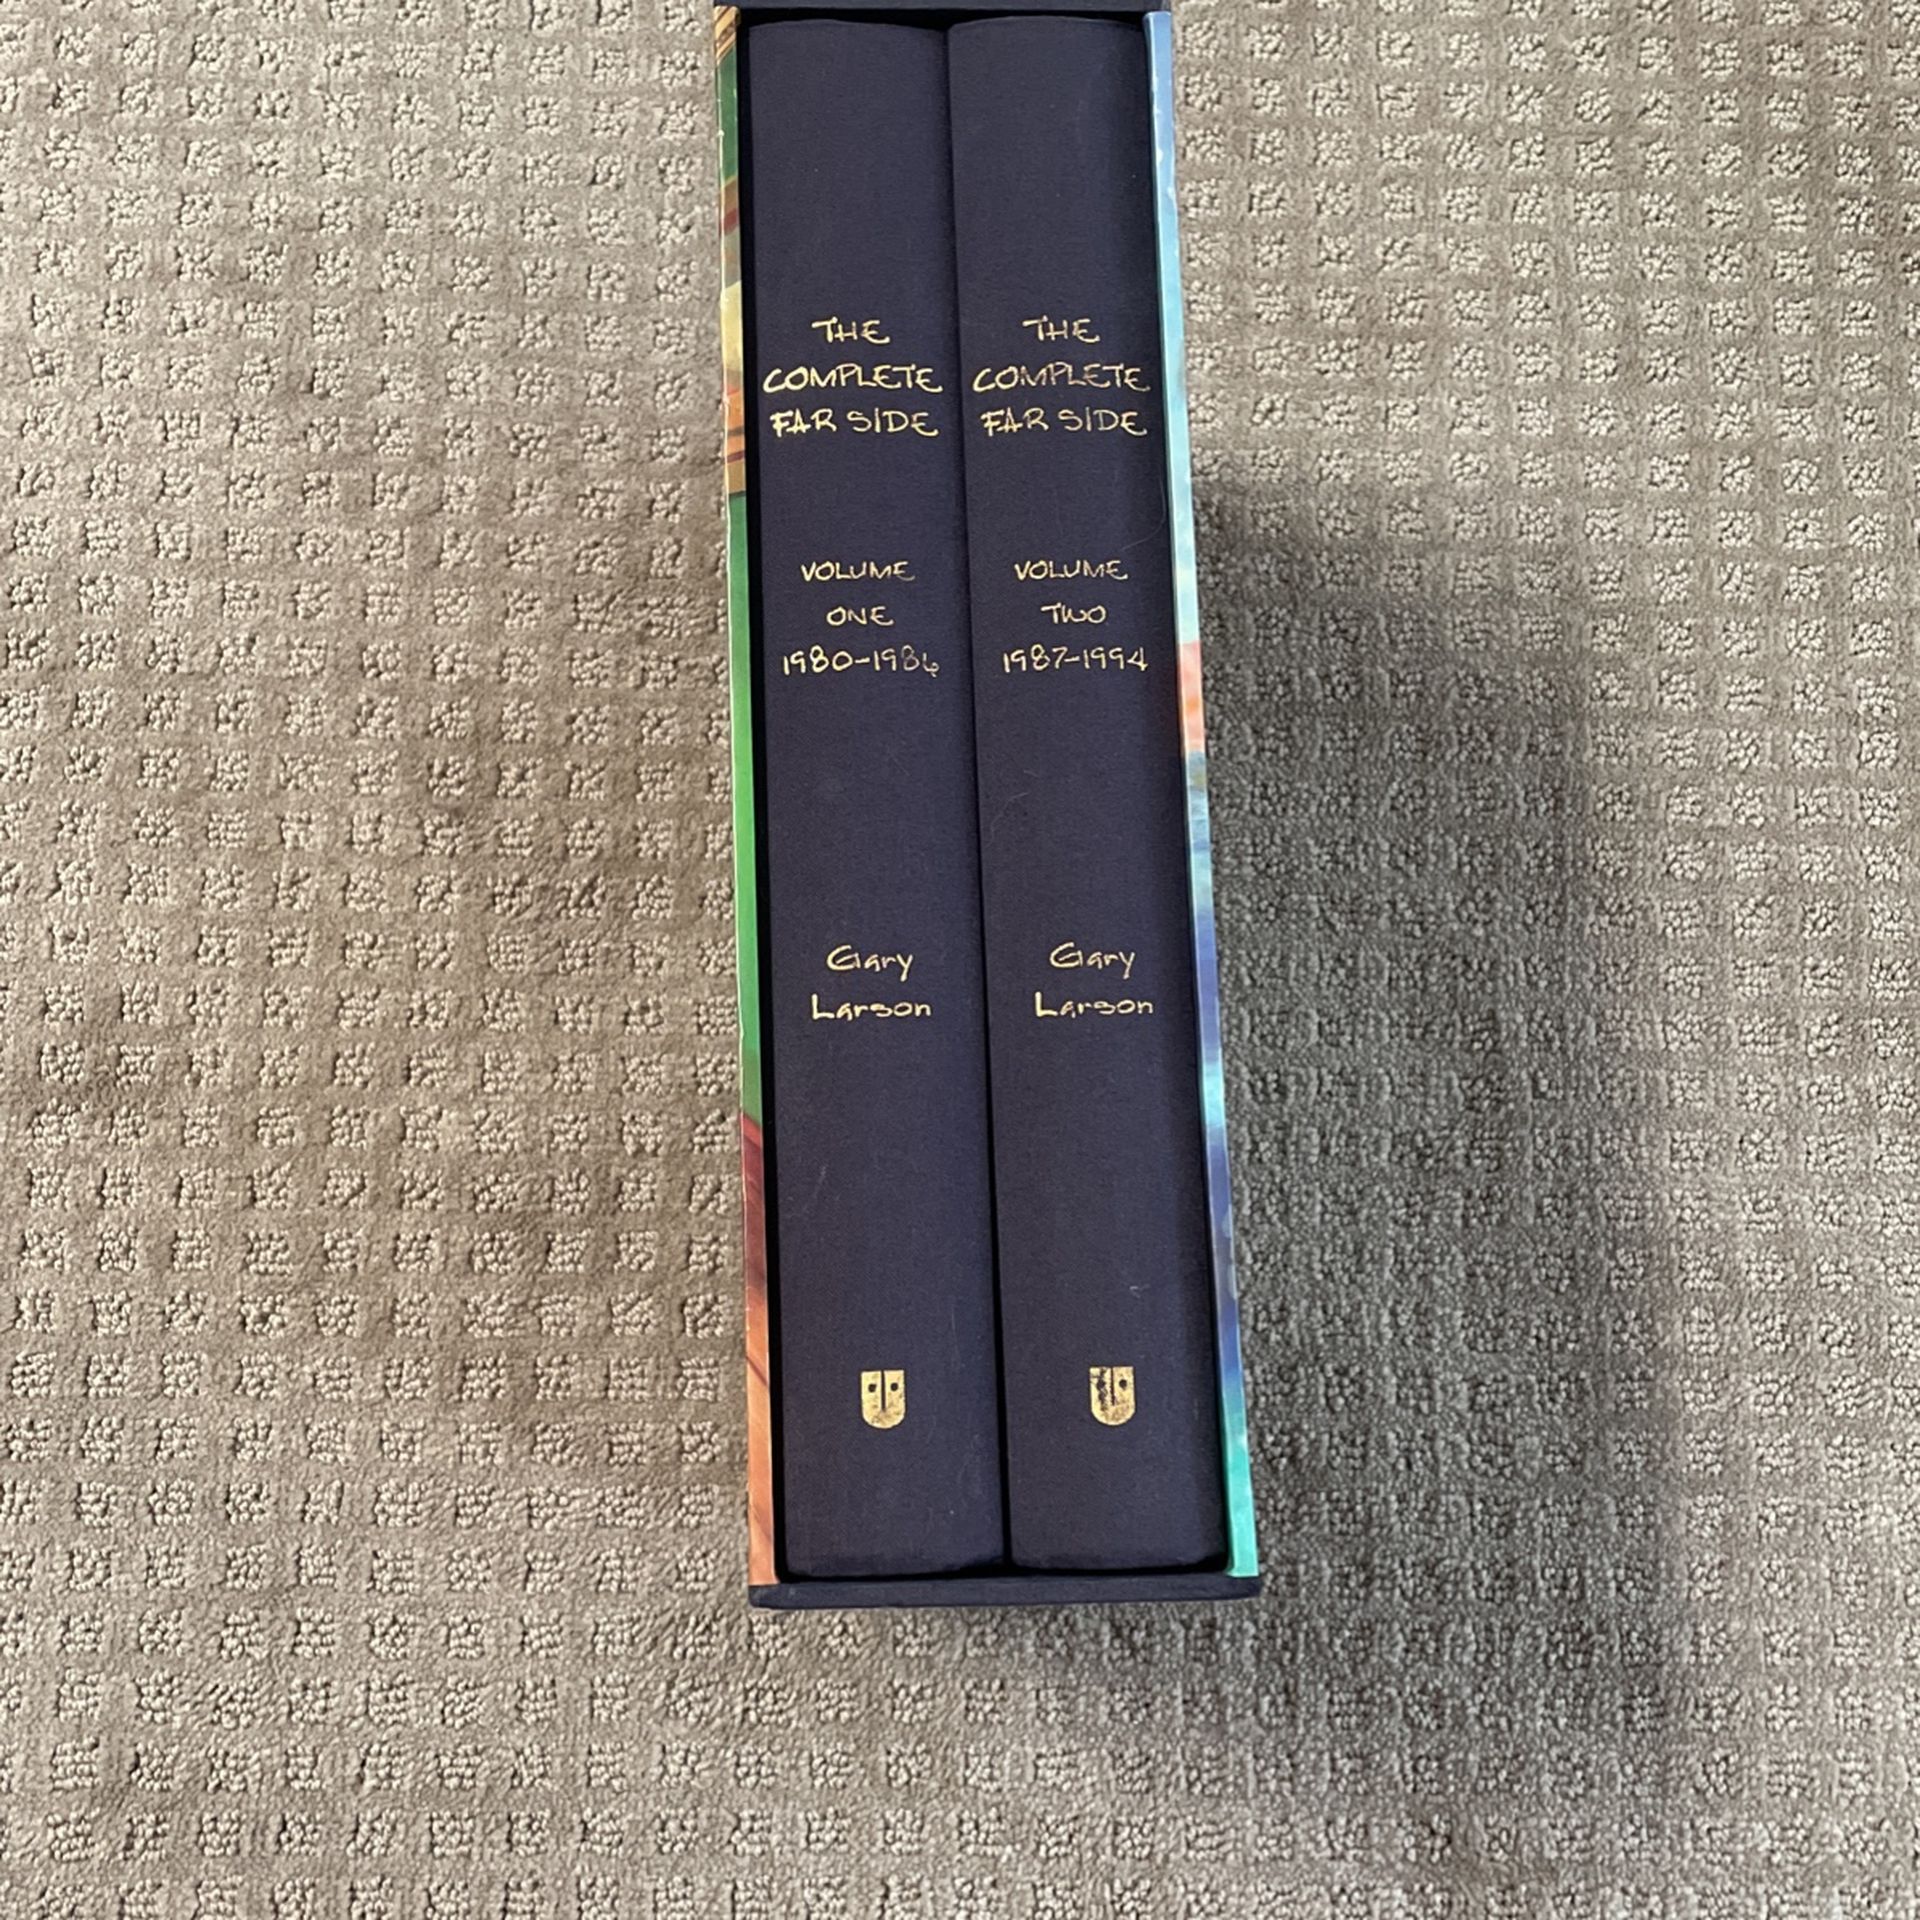 THE
COMPLETE
FAR SIDE
VOLUME
ONE
1980-1986
Gary
Larson
THE
COMPLETE
FAR SIDE
VOLUME
TWO
1987-1994
Gary
Larson